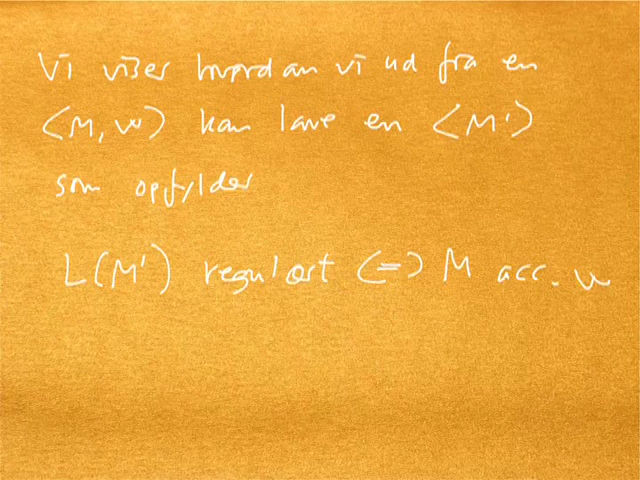 Vi viser hvordan vi ud fra en
⟨M, w⟩ kan lave en ⟨M'⟩
som opfylder
L(M') regulært ⟺ M acc. w